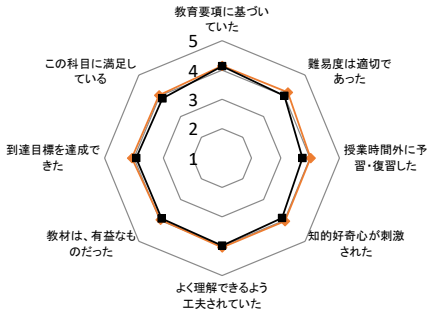 教育要項に基づい
ていた
難易度は適切で
あった
授業時間外に予
習・復習した
知的好奇心が刺激
された
よく理解できるよう
工夫されていた
教材は、有益なも
のだった
到達目標を達成で
きた
この科目に満足し
ている
5
4
3
2
1